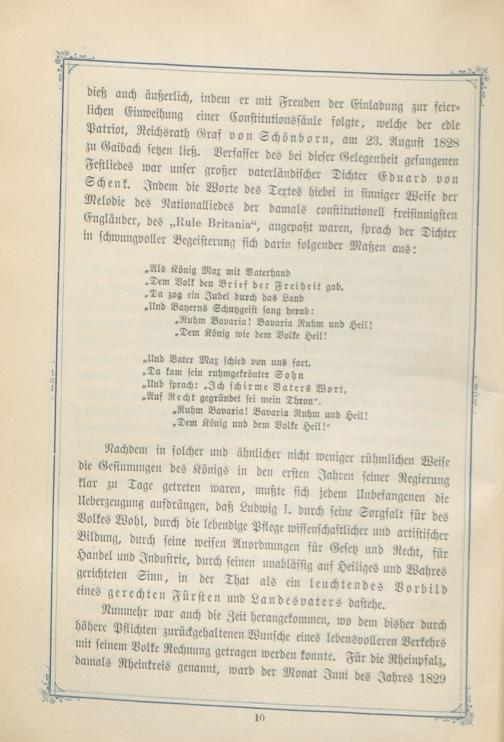 dieß auch äußerlich, indem er mit Freuden der Einladung zur feier-
lichen Einweihung einer Constitutionssäule folgte, welche der edle
Patriot, Reichsrath Graf von Schönborn, am 23. August 1828
zu Gaibach setzen ließ. Verfasser des bei dieser Gelegenheit gesungenen
Festliedes war unser großer vaterländischer Dichter Eduard von
Schenk. Indem die Worte des Textes hiebei in sinniger Weise der
Melodie des Nationalliedes der damals constitutionell freisinnigsten
Engländer, des „Rule Britania“, angepaßt waren, sprach der Dichter
in schwungvoller Begeisterung sich darin folgender Maßen aus:
„Als König Max mit Vaterhand
„Dem Volk den Brief der Freiheit gab,
„Da zog ein Jubel durch das Land
„Und Bayerns Schutzgeist sang herab:
„Ruhm Bavaria! Bavaria Ruhm und Heil!
„Dem König wie dem Volke Heil!
„Und Vater Max schied von uns fort,
„Da kam sein ruhmgekrönter Sohn
„Und sprach: „Ich schirme Vaters Wort,
„Auf Recht gegründet sei mein Thron“.
„Ruhm Bavaria! Bavaria Ruhm und Heil!
„Dem König und dem Volke Heil!“
Nachdem in solcher und ähnlicher nicht weniger rühmlichen Weise
die Gesinnungen des Königs in den ersten Jahren seiner Regierung
klar zu Tage getreten waren, mußte sich jedem Unbefangenen die
Ueberzeugung aufdrängen, daß Ludwig I. durch seine Sorgfalt für des
Volkes Wohl, durch die lebendige Pflege wissenschaftlicher und artistischer
Bildung, durch seine weisen Anordnungen für Gesetz und Recht, für
Handel und Industrie, durch seinen unablässig auf Heiliges und Wahres
gerichteten Sinn, in der That als ein leuchtendes Vorbild
eines gerechten Fürsten und Landesvaters dastehe.
Nunmehr war auch die Zeit herangekommen, wo dem bisher durch
höhere Pflichten zurückgehaltenen Wunsche eines lebensvolleren Verkehrs
mit seinem Volke Rechnung getragen werden konnte. Für die Rheinpfalz,
damals Rheinkreis genannt, ward der Monat Juni des Jahres 1829
10